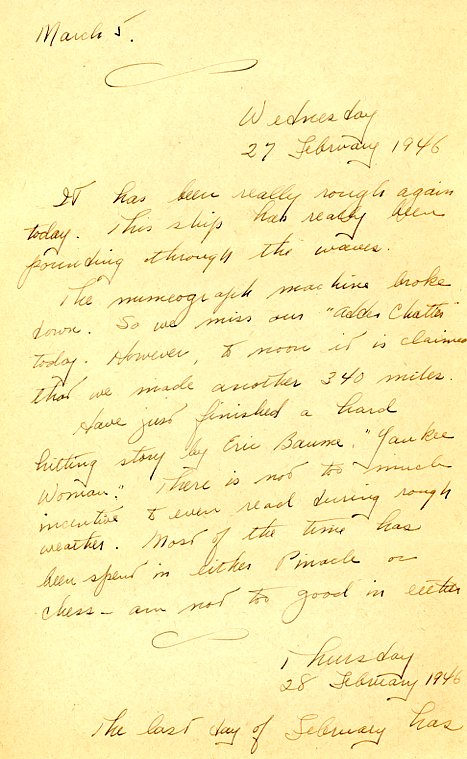 March 5.
Wednesday
27 February 1946
It has been really rough again
today. This ship has really been
pounding through the waves.
The mimeograph machine broke
down. So we miss our "Adder Chatter"
today. However, to noon it is claimed
that we made another 340 miles.
Have just finished a hard
hitting story by Eric Baume, "Yankee
Woman". There is not too much
incentive to even read during rough
weather. Most of the time has
been spent in either Pinacle or
chess - am not too good in either
Thursday
28 February 1946
The last day of February has